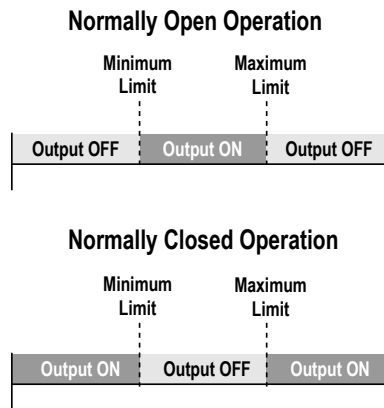 Normally Open Operation
Minimum Limit
Maximum Limit
Output OFF
Output ON
Output OFF
Normally Closed Operation
Minimum Limit
Maximum Limit
Output ON
Output OFF
Output ON